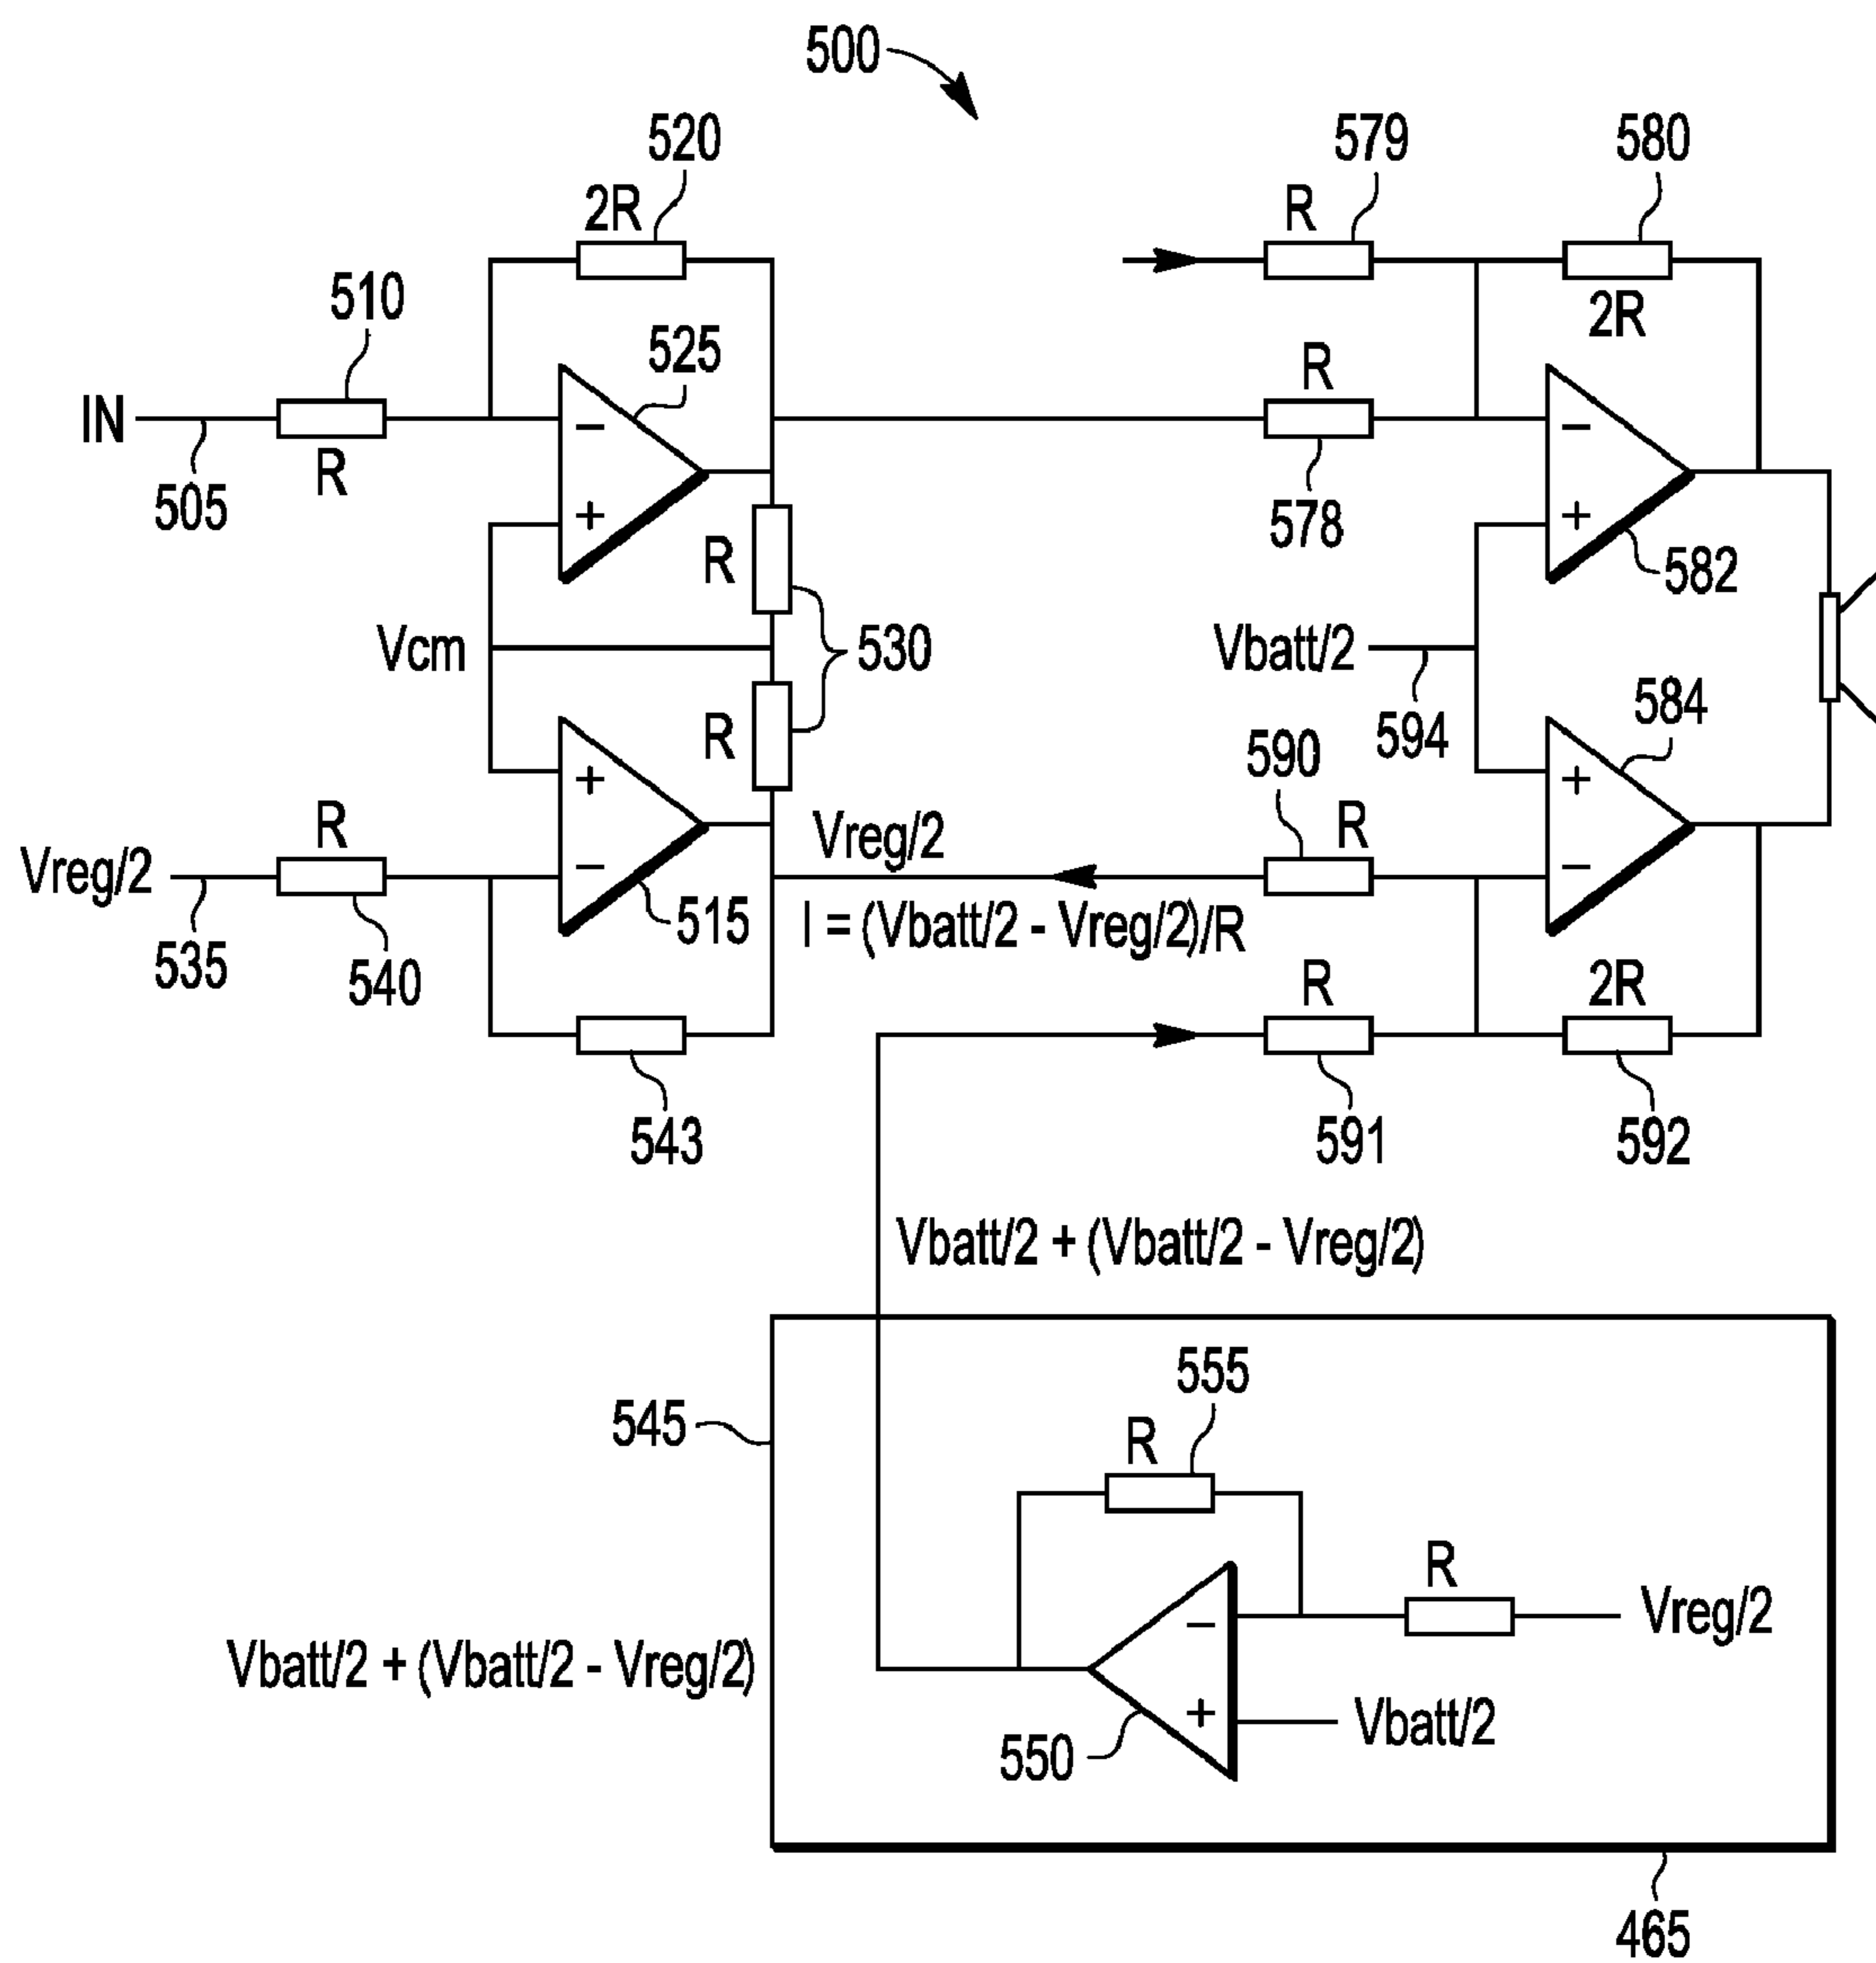 500
520
2R
579
R
580
2R
510
R
525
IN
505
R
578
582
R
530
R
Vcm
Vbatt/2
594
584
590
R
Vreg/2
R
Vreg/2
535
540
515
I = (Vbatt/2 - Vreg/2)/R
543
R
2R
591
592
Vbatt/2 + (Vbatt/2 - Vreg/2)
545
555
R
R
Vreg/2
Vbatt/2 + (Vbatt/2 - Vreg/2)
Vbatt/2
550
465
−
+
+
−
−
+
+
−
−
+